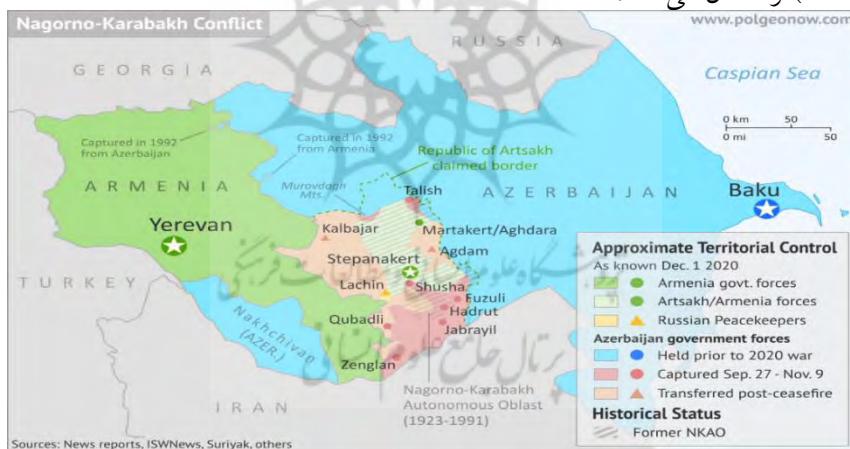 Nagorno-Karabakh Conflict
www.polgeonow.com
RUSSIA
GEORGIA
Caspian Sea
0 km 50
0 mi 50
Captured in 1992
from Azerbaijan
Captured in 1992
from Armenia
Republic of Artsakh
claimed border
Murovdagh
Mts.
ARMENIA
Talish
AZERBAIJAN
Baku
Yerevan
Kalbajar
Martakert/Aghdara
Agdam
Stepanakert
TURKEY
Lachin
Shusha
Fuzuli
Hadrut
Qubadli
Jabrayil
Nakhchivan
(AZER.)
Zenglan
Nagorno-Karabakh
Autonomous Oblast
(1923-1991)
IRAN
Approximate Territorial Control
As known Dec. 1 2020
Armenia govt. forces
Artsakh/Armenia forces
Russian Peacekeepers
Azerbaijan government forces
Held prior to 2020 war
Captured Sep. 27 - Nov. 9
Transferred post-ceasefire
Historical Status
Former NKAO
پرتال جامع علوم انسانی
Sources: News reports, ISWNews, Suriyak, others